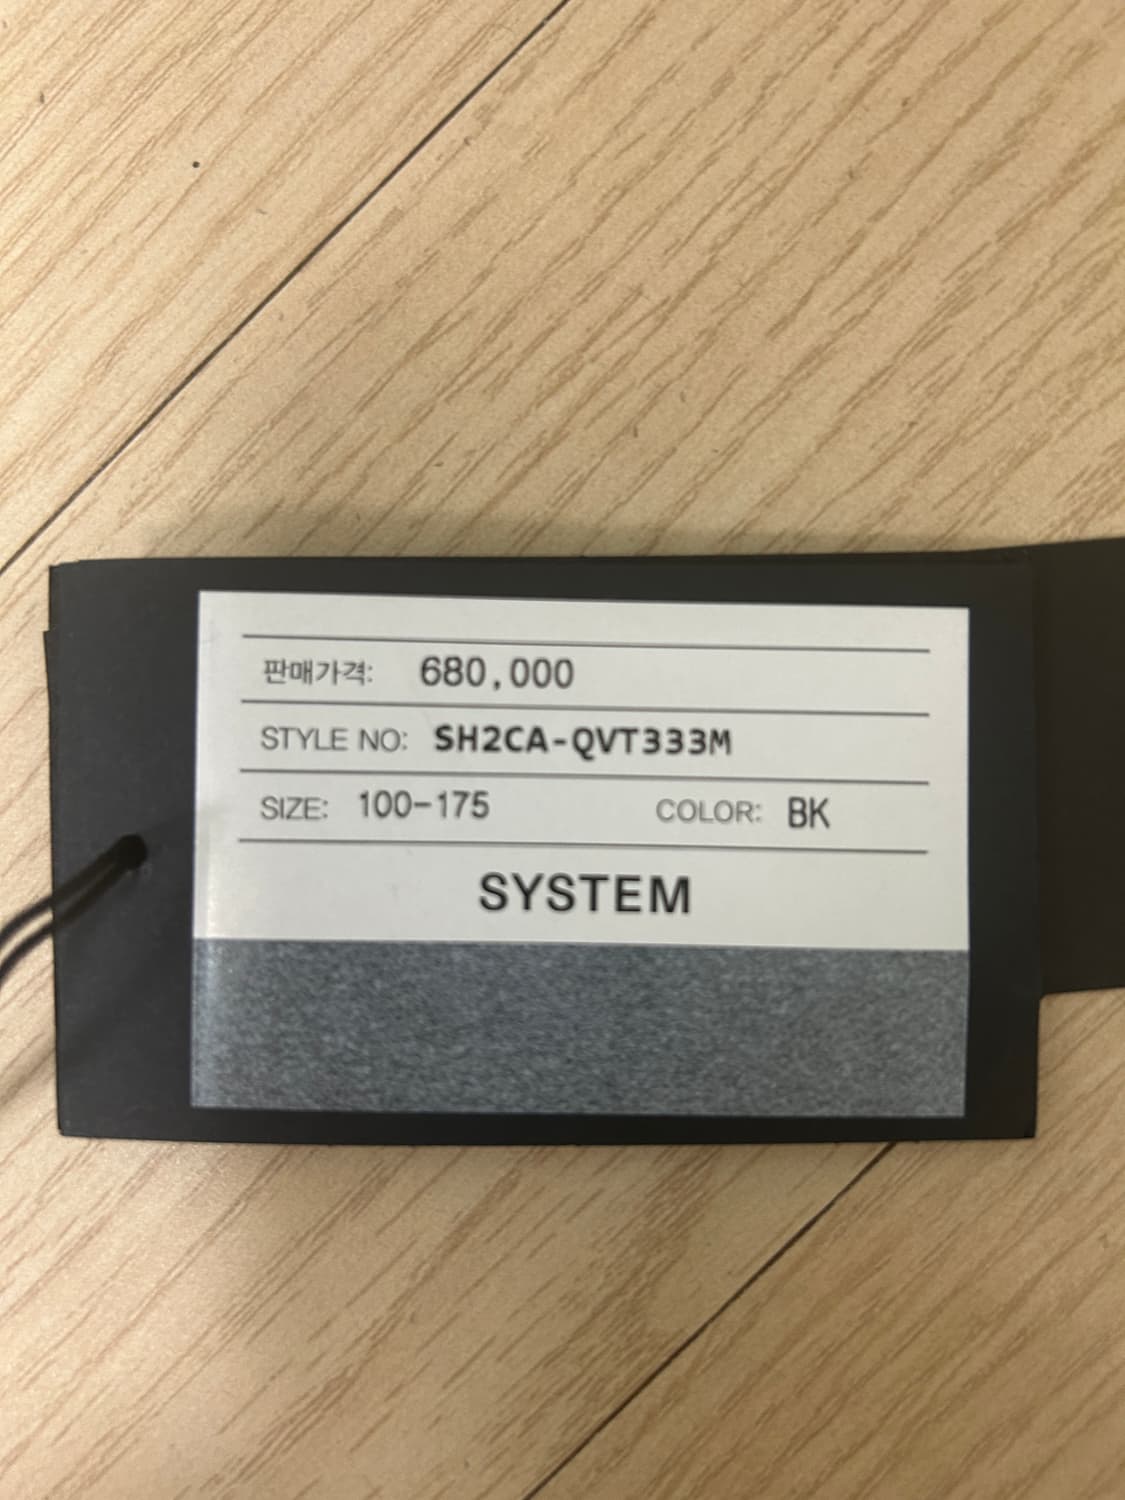 판매가격: 680,000
STYLE NO: SH2CA-QVT333M
SIZE: 100-175 COLOR: BK
SYSTEM